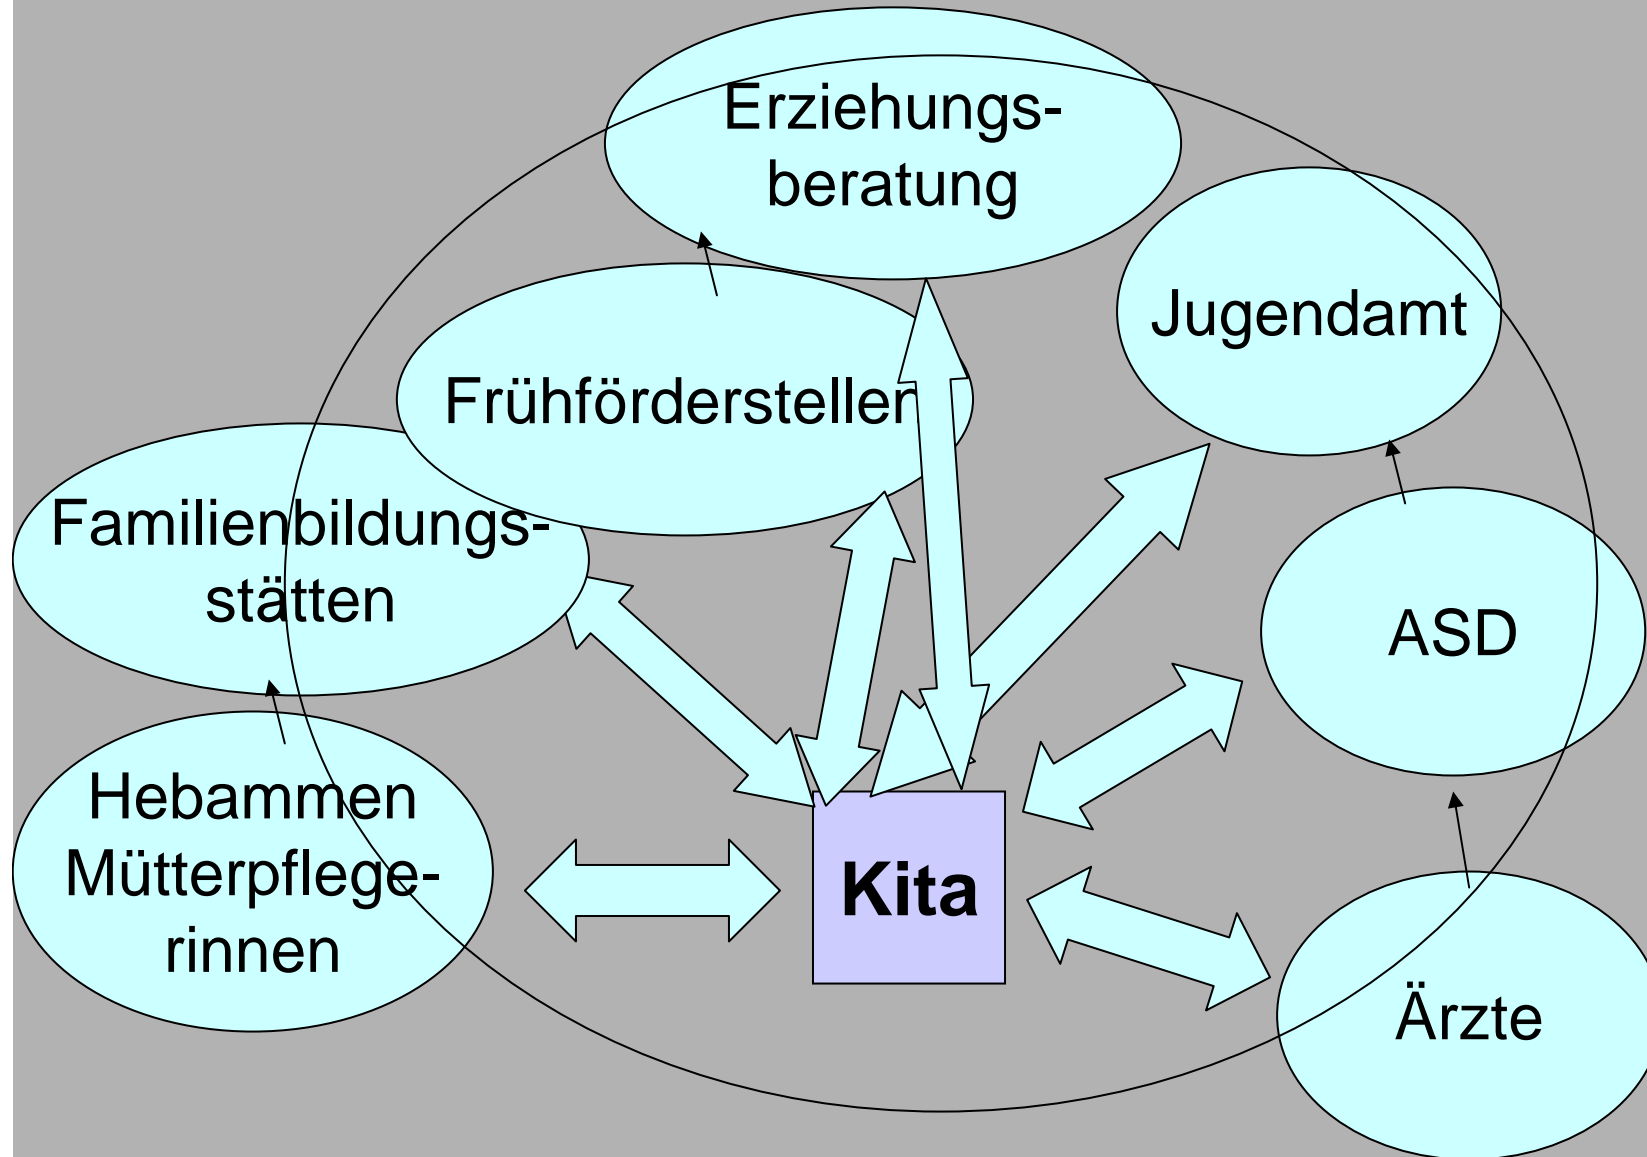 Erziehungs-
beratung
Jugendamt
Frühförderstellen
Familienbildungs-
stätten
ASD
Hebammen
Mütterpflege-
rinnen
Kita
Ärzte